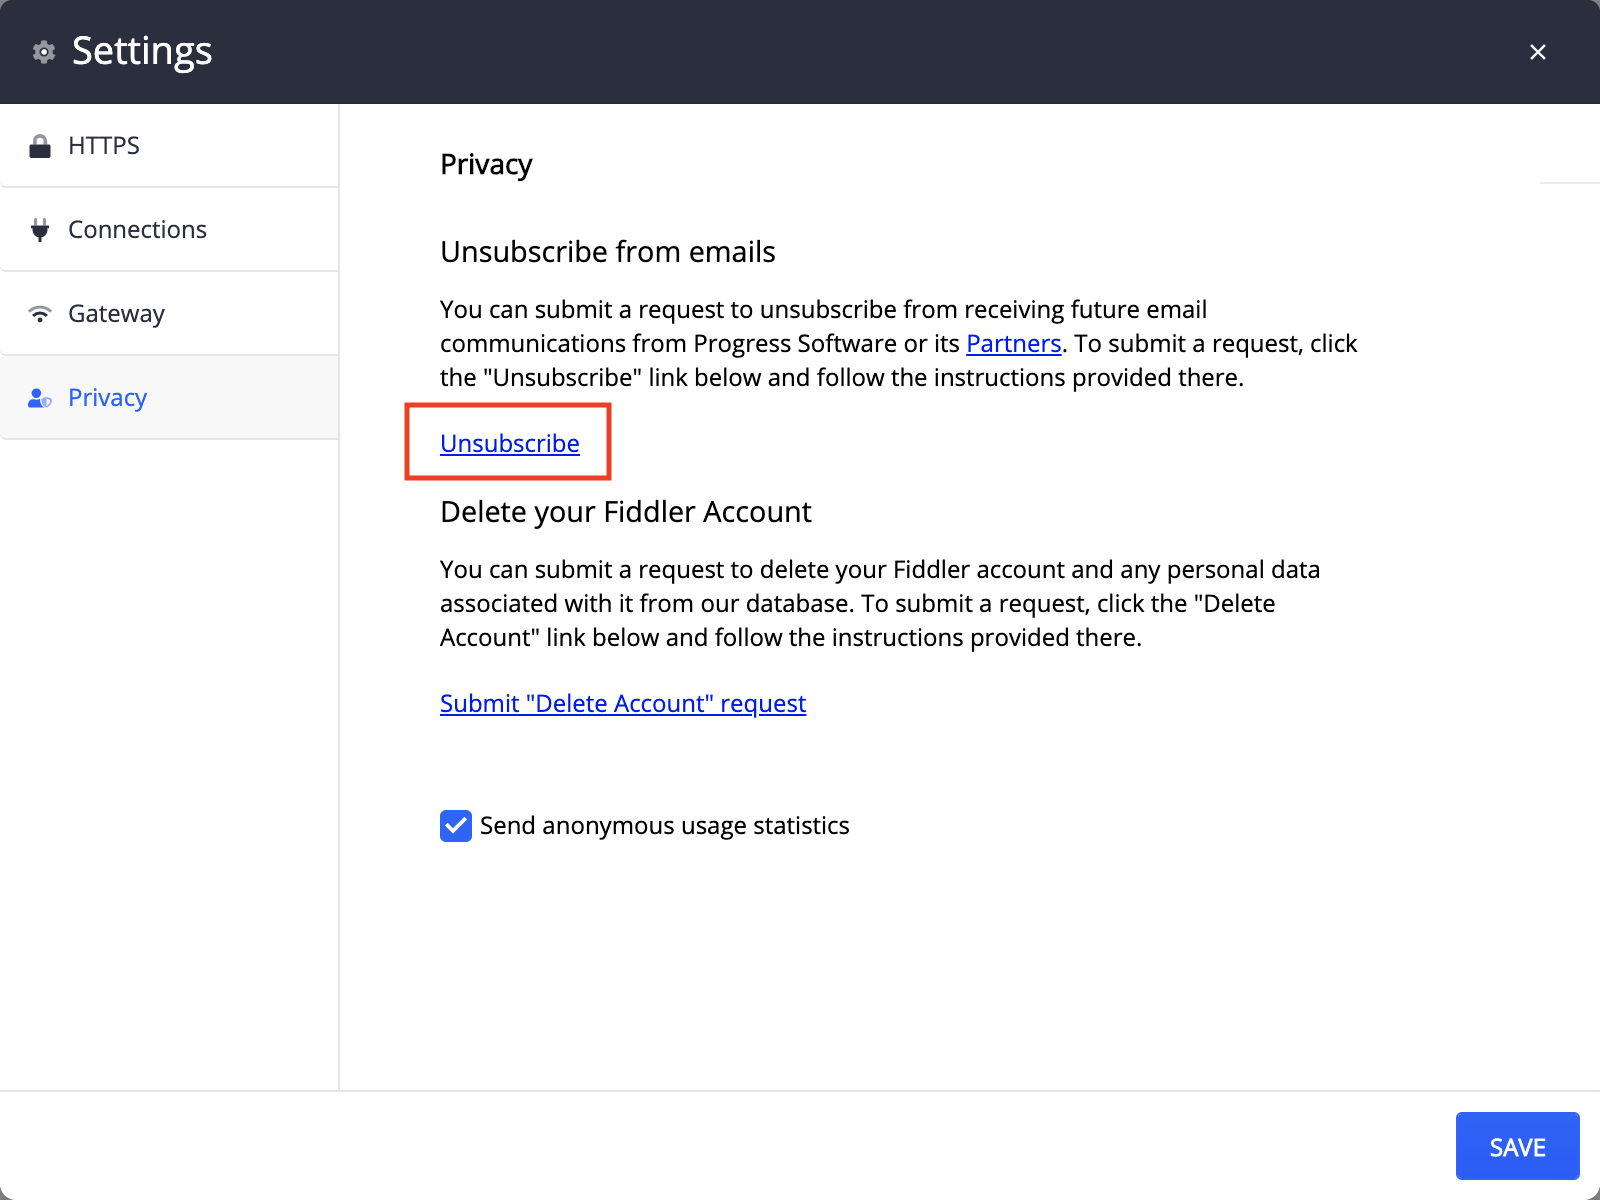 Settings
HTTPS
Connections
Gateway
Privacy
Privacy
Unsubscribe from emails
You can submit a request to unsubscribe from receiving future email
communications from Progress Software or its Partners. To submit a request, click
the "Unsubscribe" link below and follow the instructions provided there.
Unsubscribe
Delete your Fiddler Account
You can submit a request to delete your Fiddler account and any personal data
associated with it from our database. To submit a request, click the "Delete
Account" link below and follow the instructions provided there.
Submit "Delete Account" request
Send anonymous usage statistics
SAVE